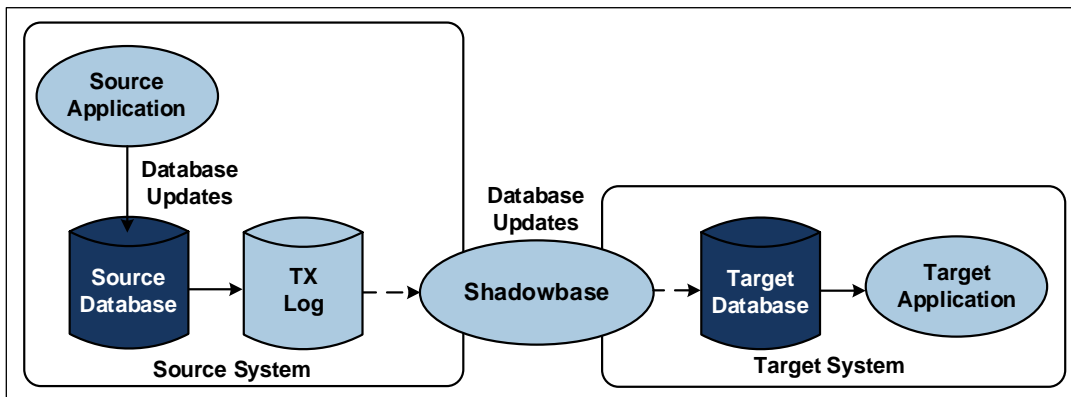 Source
Application
Database
Updates
Source
Database
TX
Log
Source System
Database
Updates
Shadowbase
Target
Database
Target
Application
Target System